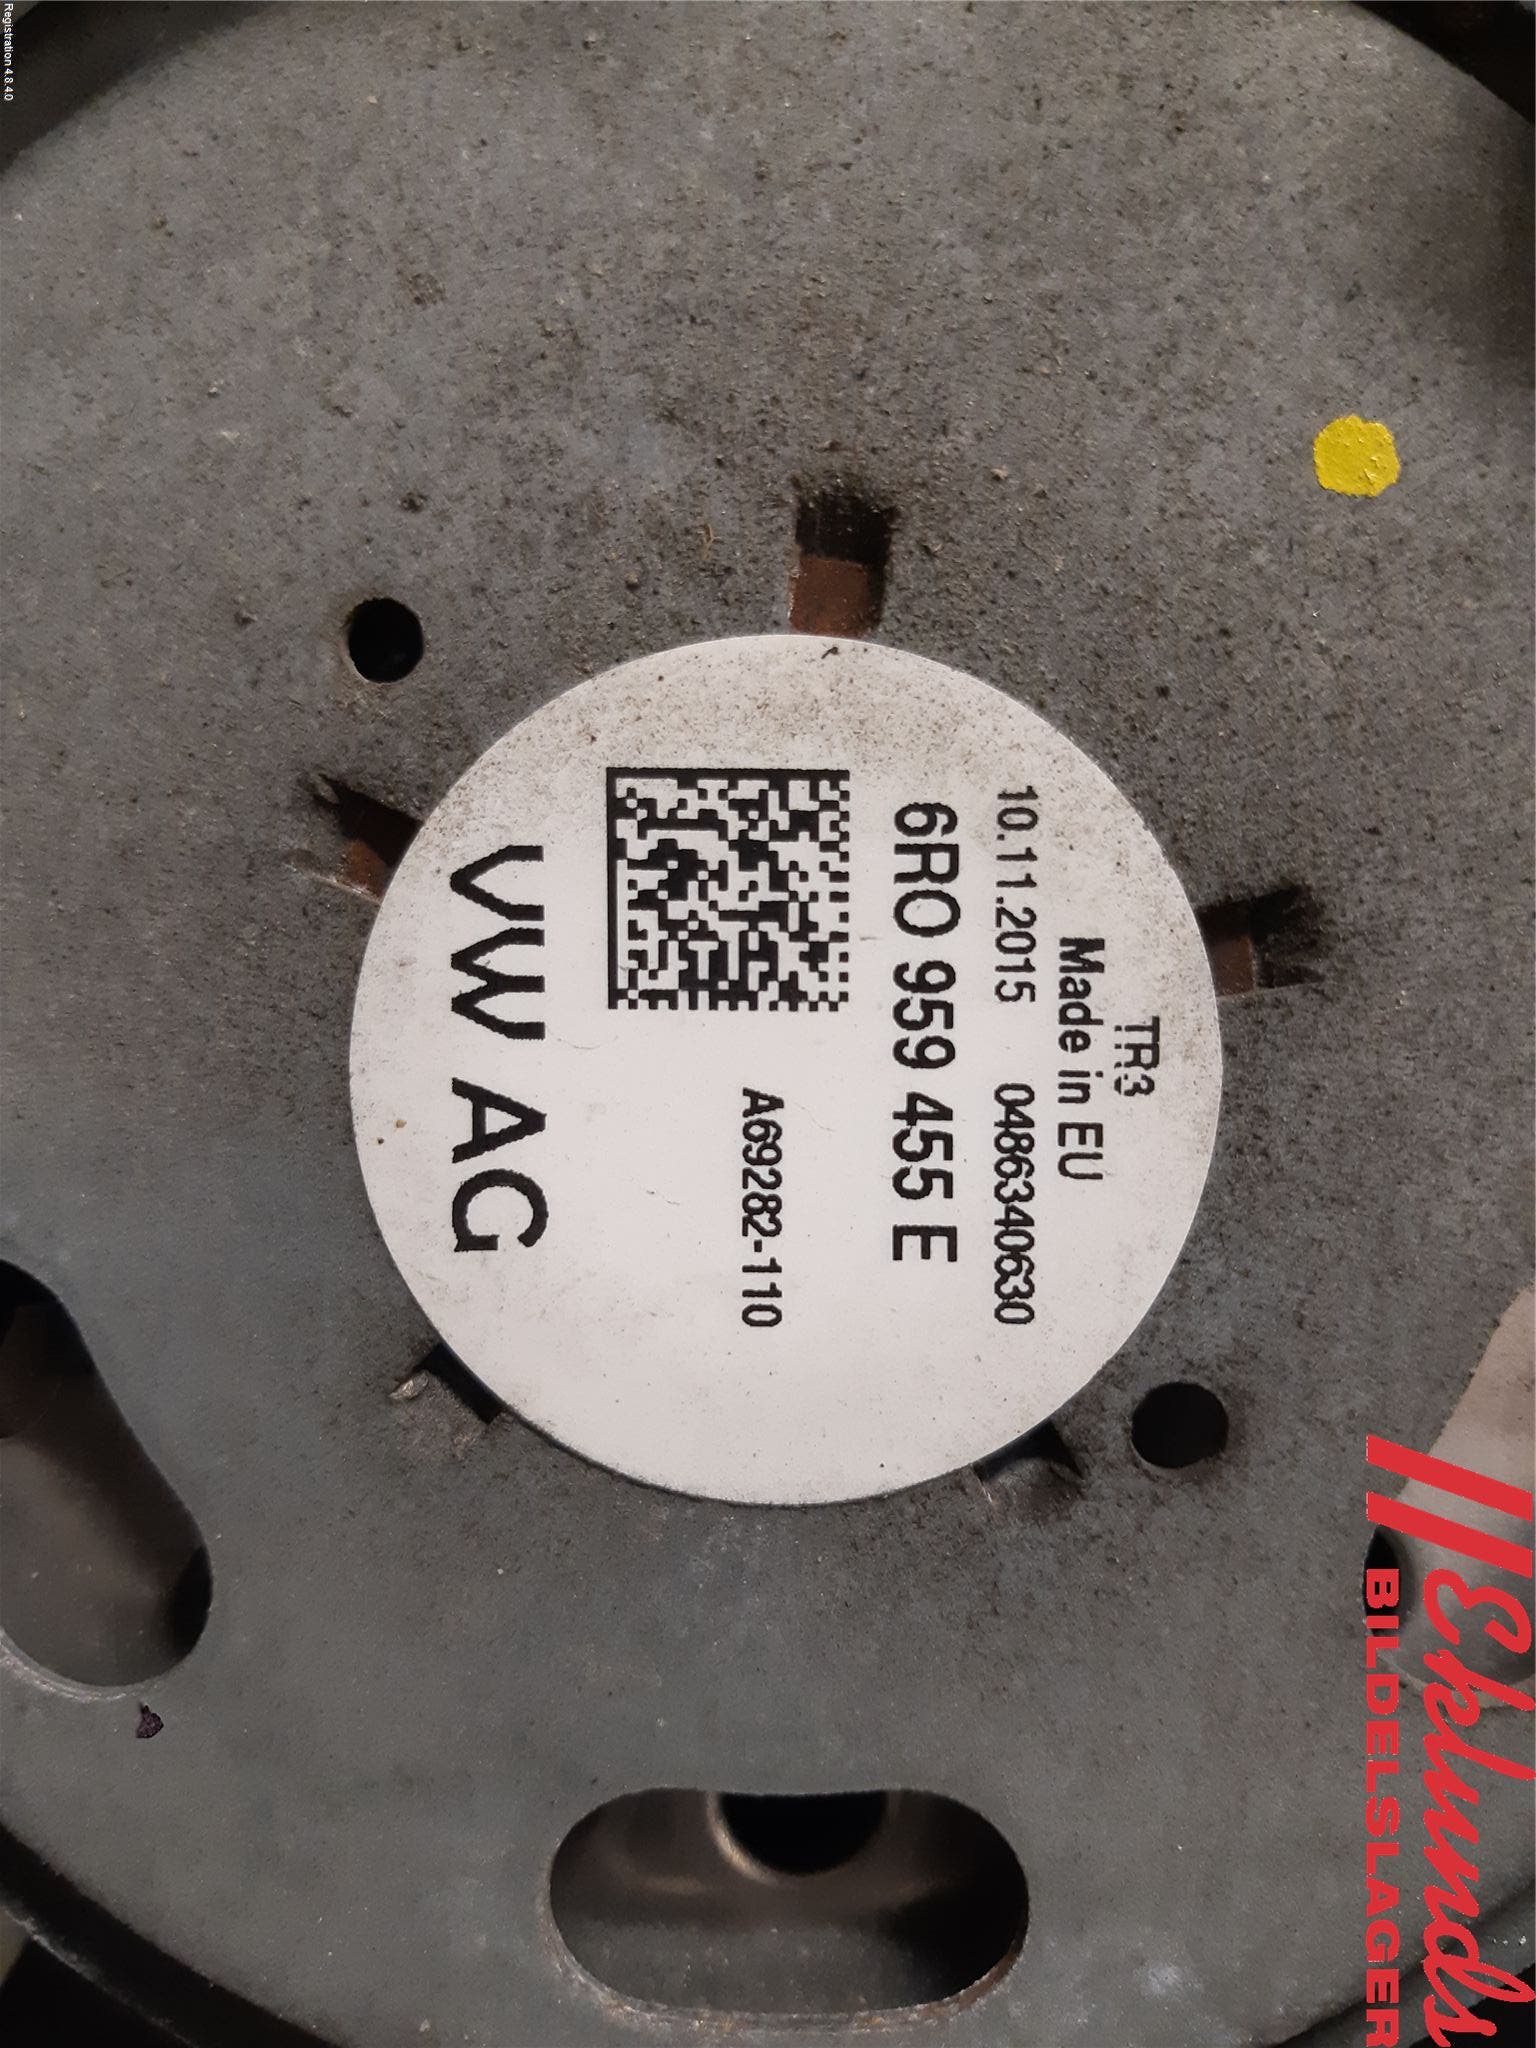 TR3
Made in EU
10.11.2015 0486340630
6RO 959 455 E
A69282-110
VW AG
Eklunds
BILDELSLAGER
Registration 4.8.4.0